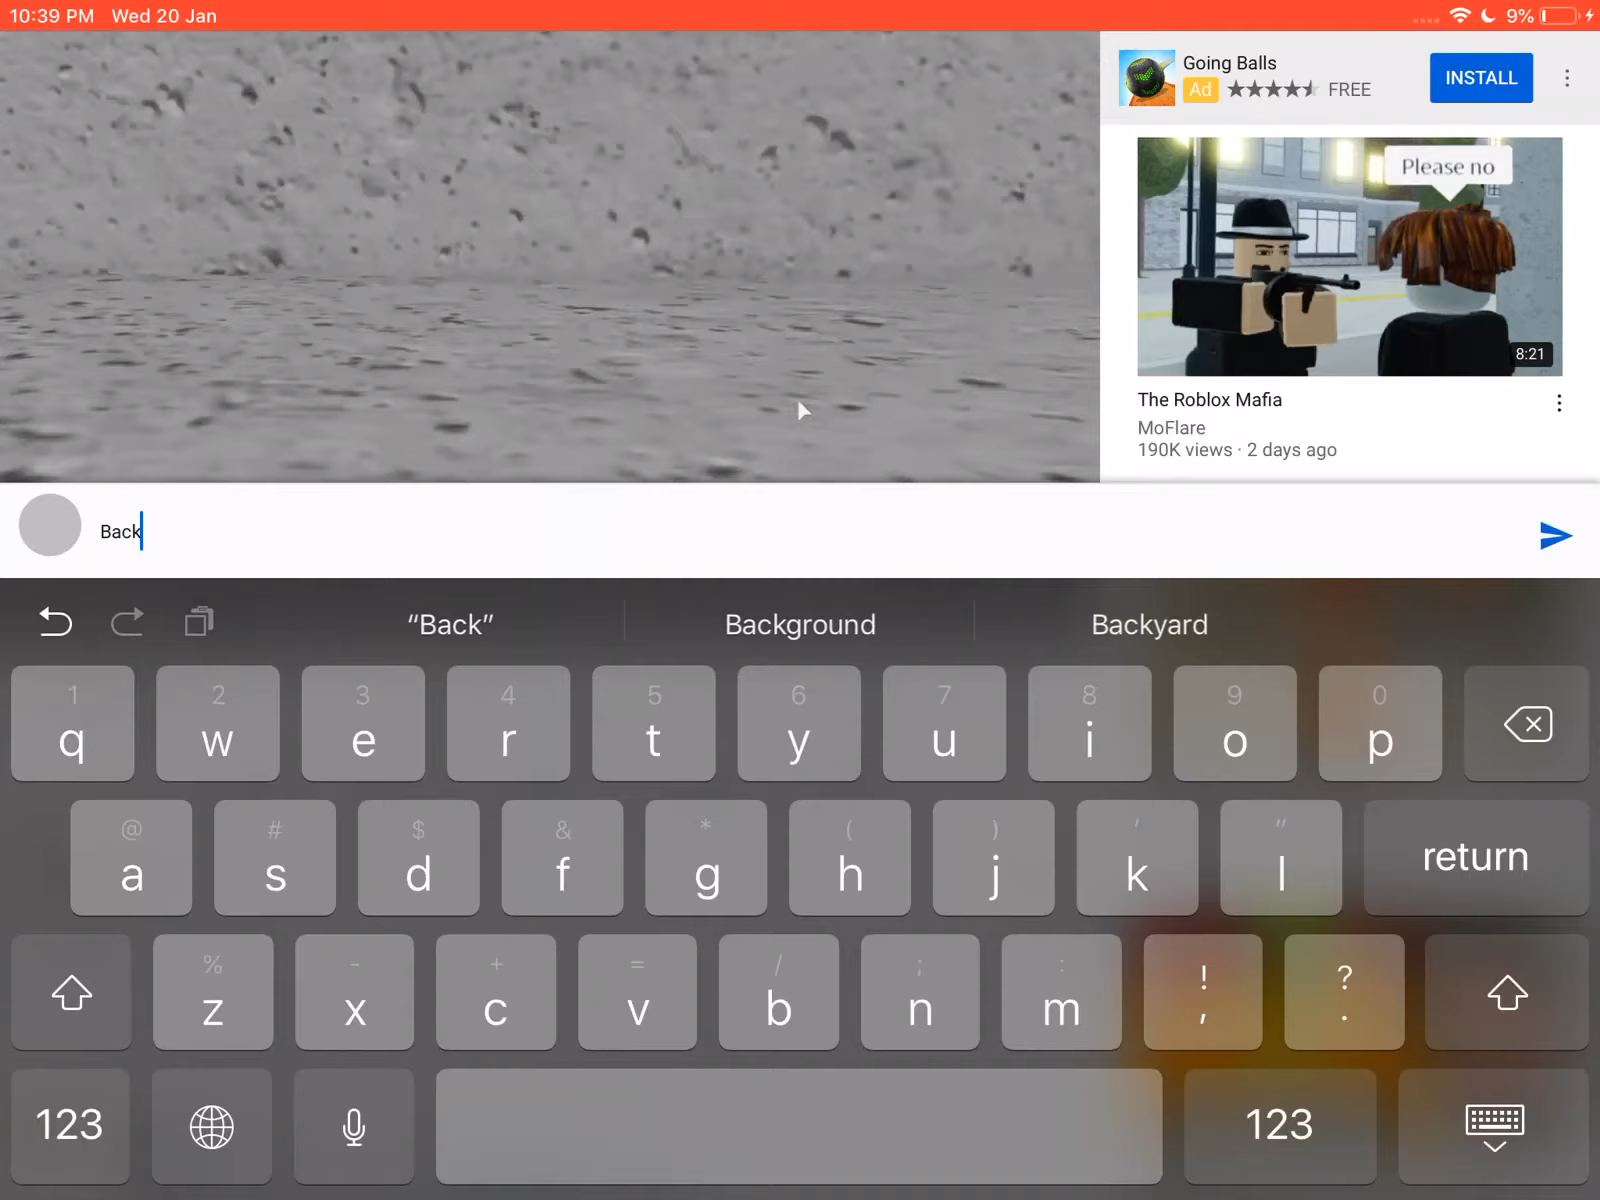 10:39 PM Wed 20 Jan
9%
Going Balls
Ad FREE
INSTALL
Please no
8:21
The Roblox Mafia
MoFlare
190K views · 2 days ago
Back
“Back” Background Backyard
1 2 3 4 5 6 7 8 9 0
q w e r t y u i o p
@ # $ & * ( ) ' "
a s d f g h j k l return
% - + = / ; : ! ?
z x c v b n m , .
123 123